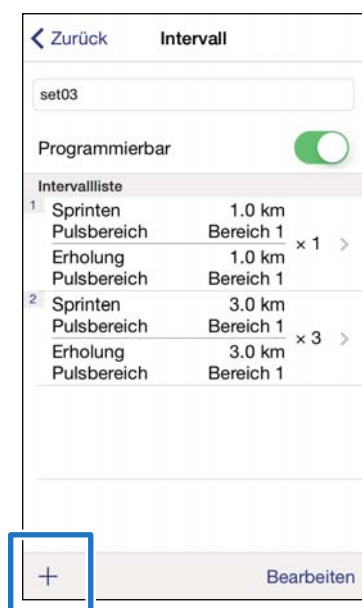 Zurück Intervall
set03
Programmierbar
Intervallliste
1 Sprinten 1.0 km
Pulsbereich Bereich 1
× 1
Erholung 1.0 km
Pulsbereich Bereich 1
2 Sprinten 3.0 km
Pulsbereich Bereich 1
× 3
Erholung 3.0 km
Pulsbereich Bereich 1
+ Bearbeiten